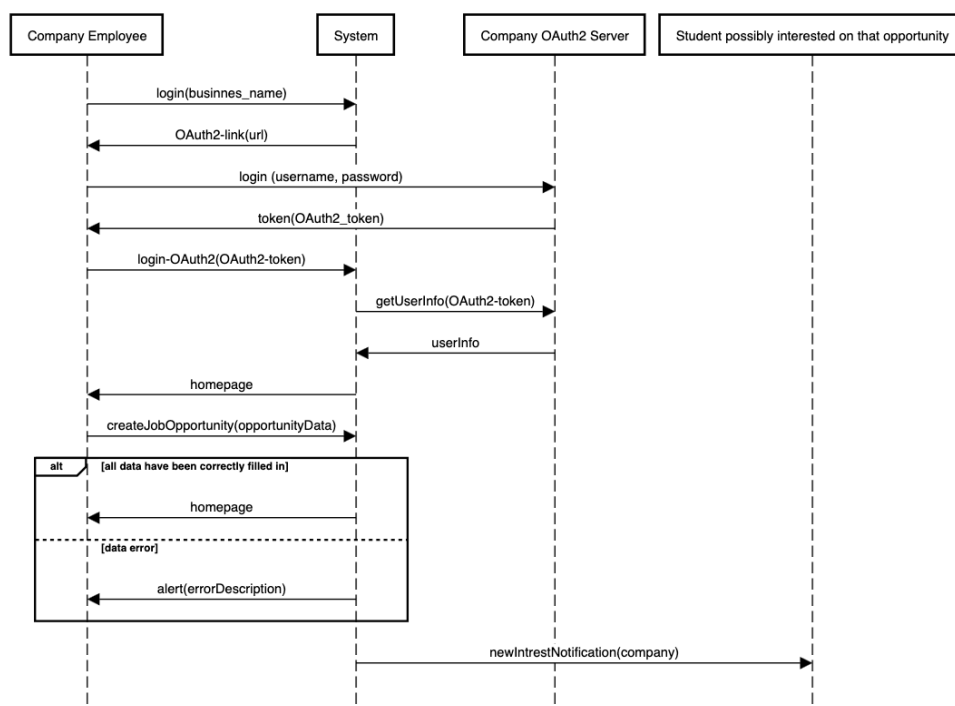 Company Employee
System
Company OAuth2 Server
Student possibly interested on that opportunity
login(businnes_name)
OAuth2-link(url)
login (username, password)
token(OAuth2_token)
login-OAuth2(OAuth2-token)
getUserInfo(OAuth2-token)
userInfo
homepage
createJobOpportunity(opportunityData)
alt
[all data have been correctly filled in]
homepage
[data error]
alert(errorDescription)
newIntrestNotification(company)